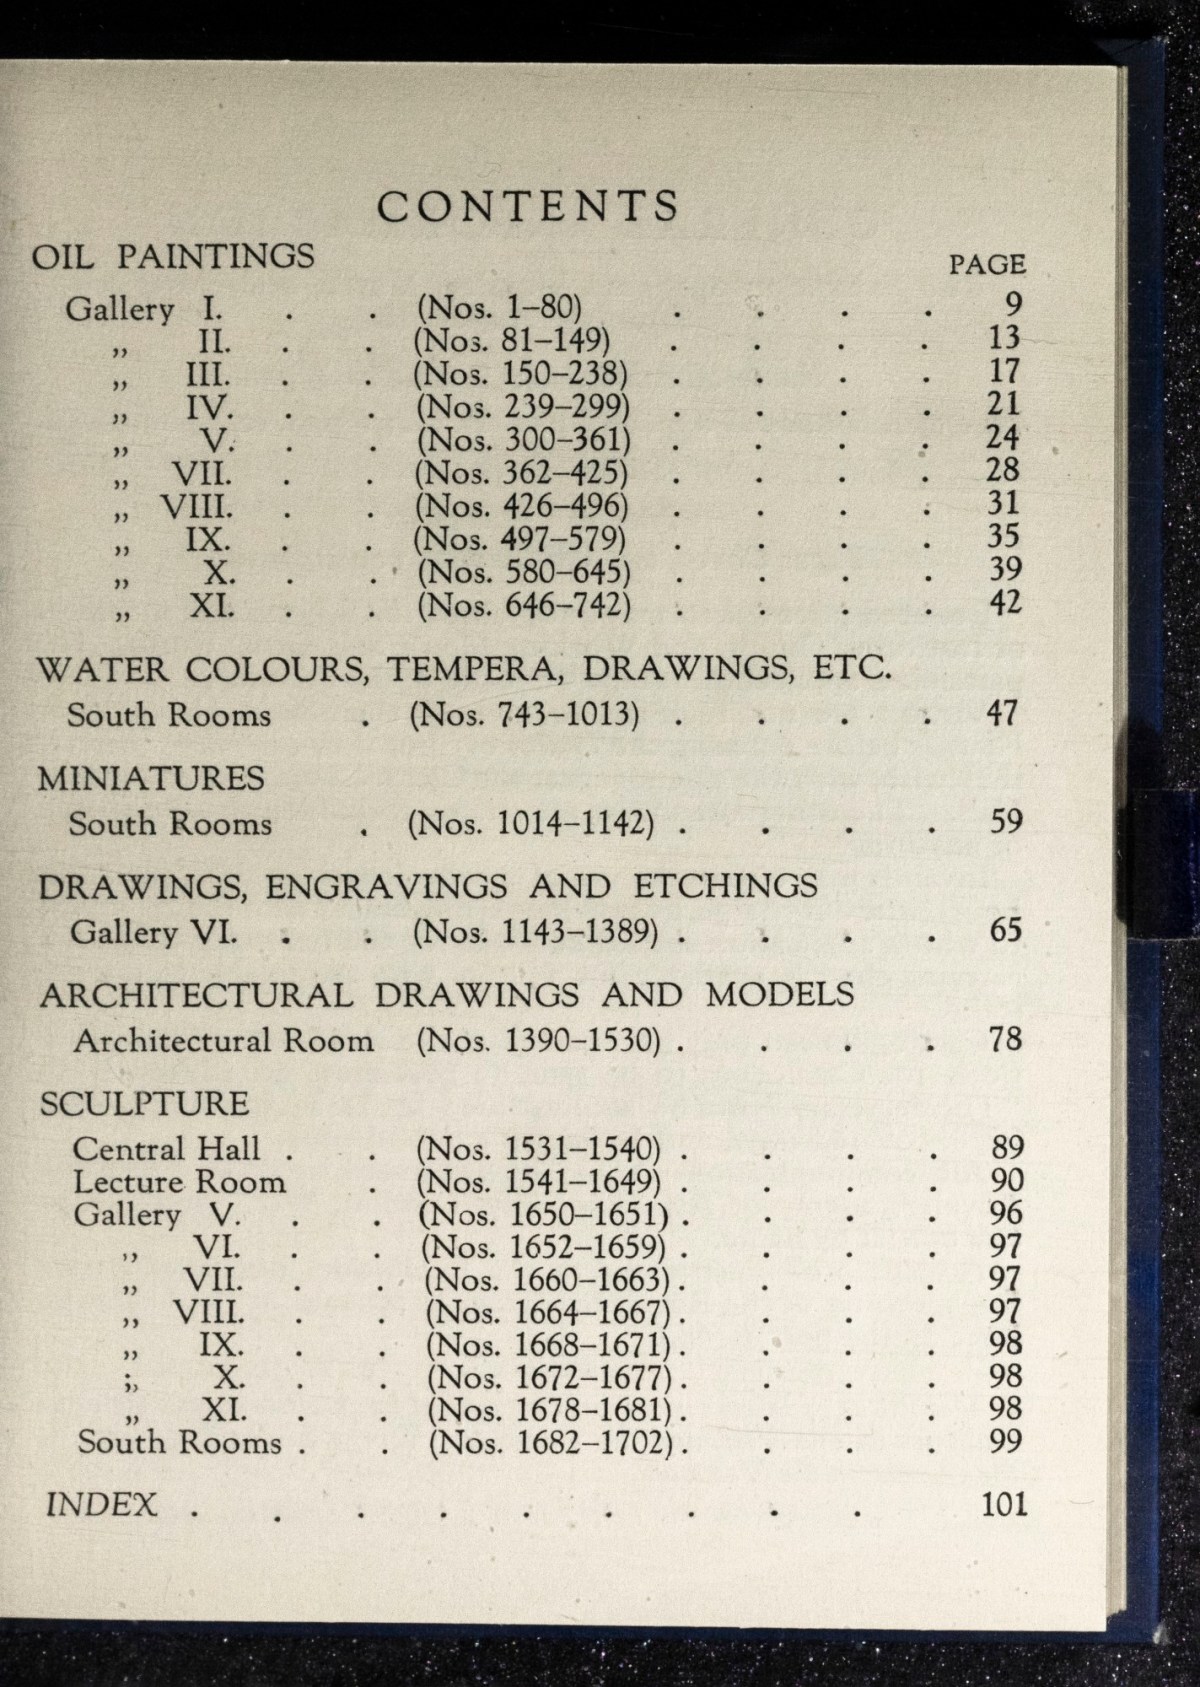 CONTENTS
OIL PAINTINGS
PAGE
Gallery I. . . (Nos. 1–80) . . . . 9
„ II. . . (Nos. 81–149) . . . . 13
„ III. . . (Nos. 150–238) . . . . 17
„ IV. . . (Nos. 239–299) . . . . 21
„ V. . . (Nos. 300–361) . . . . 24
„ VII. . . (Nos. 362–425) . . . . 28
„ VIII. . . (Nos. 426–496) . . . . 31
„ IX. . . (Nos. 497–579) . . . . 35
„ X. . . (Nos. 580–645) . . . . 39
„ XI. . . (Nos. 646–742) . . . . 42
WATER COLOURS, TEMPERA, DRAWINGS, ETC.
South Rooms . (Nos. 743–1013) . . . . 47
MINIATURES
South Rooms . (Nos. 1014–1142) . . . . 59
DRAWINGS, ENGRAVINGS AND ETCHINGS
Gallery VI. . . (Nos. 1143–1389) . . . . 65
ARCHITECTURAL DRAWINGS AND MODELS
Architectural Room (Nos. 1390–1530) . . . . 78
SCULPTURE
Central Hall . . (Nos. 1531–1540) . . . . 89
Lecture Room . (Nos. 1541–1649) . . . . 90
Gallery V. . . (Nos. 1650–1651) . . . . 96
„ VI. . . (Nos. 1652–1659) . . . . 97
„ VII. . . (Nos. 1660–1663) . . . . 97
„ VIII. . . (Nos. 1664–1667) . . . . 97
„ IX. . . (Nos. 1668–1671) . . . . 98
„ X. . . (Nos. 1672–1677) . . . . 98
„ XI. . . (Nos. 1678–1681) . . . . 98
South Rooms . . (Nos. 1682–1702) . . . . 99
INDEX . . . . . . . . . 101